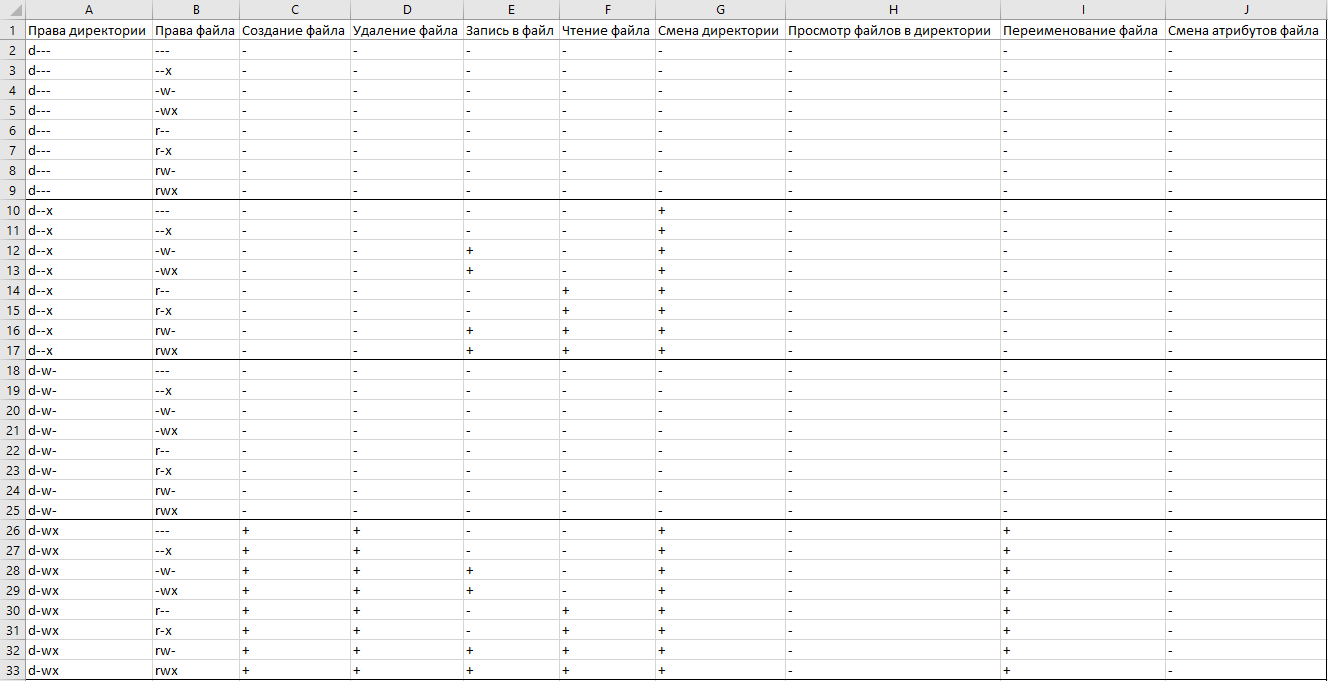 A B C D E F G H I J
1 Права директории Права файла Создание файла Удаление файла Запись в файл Чтение файла Смена директории Просмотр файлов в директории Переименование файла Смена атрибутов файла
2 d--- --- - - - - - - - -
3 d--- --x - - - - - - - -
4 d--- -w- - - - - - - - -
5 d--- -wx - - - - - - - -
6 d--- r-- - - - - - - - -
7 d--- r-x - - - - - - - -
8 d--- rw- - - - - - - - -
9 d--- rwx - - - - - - - -
10 d--x --- - - - - + - - -
11 d--x --x - - - - + - - -
12 d--x -w- - - + - + - - -
13 d--x -wx - - + - + - - -
14 d--x r-- - - - + + - - -
15 d--x r-x - - - + + - - -
16 d--x rw- - - + + + - - -
17 d--x rwx - - + + + - - -
18 d-w- --- - - - - - - - -
19 d-w- --x - - - - - - - -
20 d-w- -w- - - - - - - - -
21 d-w- -wx - - - - - - - -
22 d-w- r-- - - - - - - - -
23 d-w- r-x - - - - - - - -
24 d-w- rw- - - - - - - - -
25 d-w- rwx - - - - - - - -
26 d-wx --- + + - - + - + -
27 d-wx --x + + - - + - + -
28 d-wx -w- + + + - + - + -
29 d-wx -wx + + + - + - + -
30 d-wx r-- + + - + + - + -
31 d-wx r-x + + - + + - + -
32 d-wx rw- + + + + + - + -
33 d-wx rwx + + + + + - + -